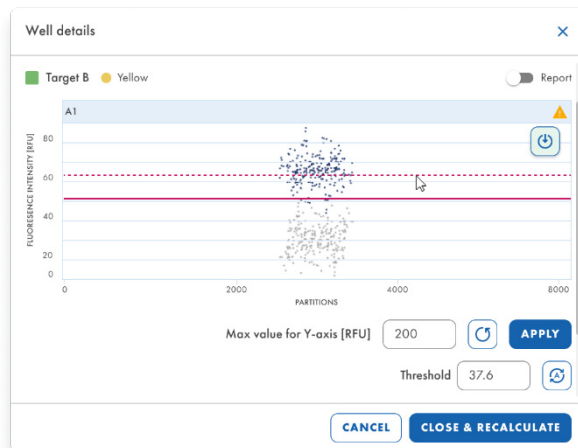 Well details
Target B Yellow Report
A1
FLUORESENCE INTENSITY [RFU]
80
60
40
20
0
0 2000 4000 8000
PARTITIONS
Max value for Y-axis [RFU] 200 APPLY
Threshold 37.6 A
CANCEL CLOSE & RECALCULATE